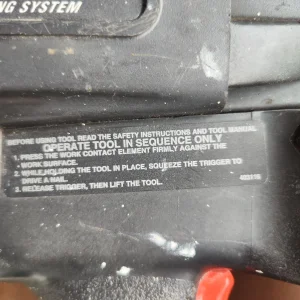 NG SYSTEM
BEFORE USING TOOL READ THE SAFETY INSTRUCTIONS AND TOOL MANUAL
OPERATE TOOL IN SEQUENCE ONLY
1. PRESS THE WORK CONTACT ELEMENT FIRMLY AGAINST THE
WORK SURFACE.
2. WHILE HOLDING THE TOOL IN PLACE, SQUEEZE THE TRIGGER TO
DRIVE A NAIL.
3. RELEASE TRIGGER, THEN LIFT THE TOOL.